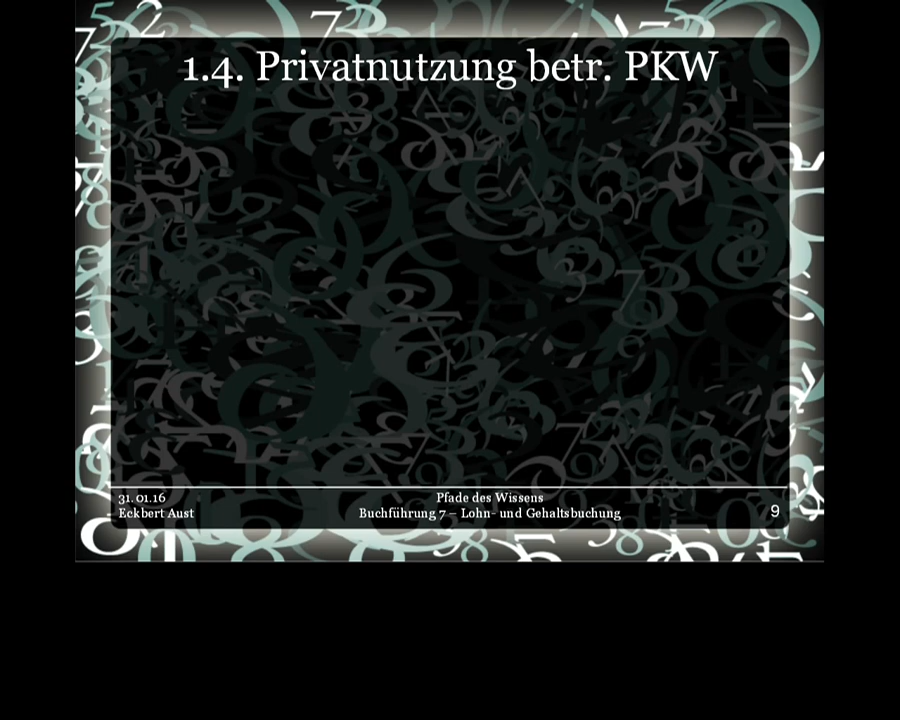 1.4. Privatnutzung betr. PKW
31.01.16
Eckbert Aust
Pfade des Wissens
Buchführung 7 – Lohn- und Gehaltsbuchung
9